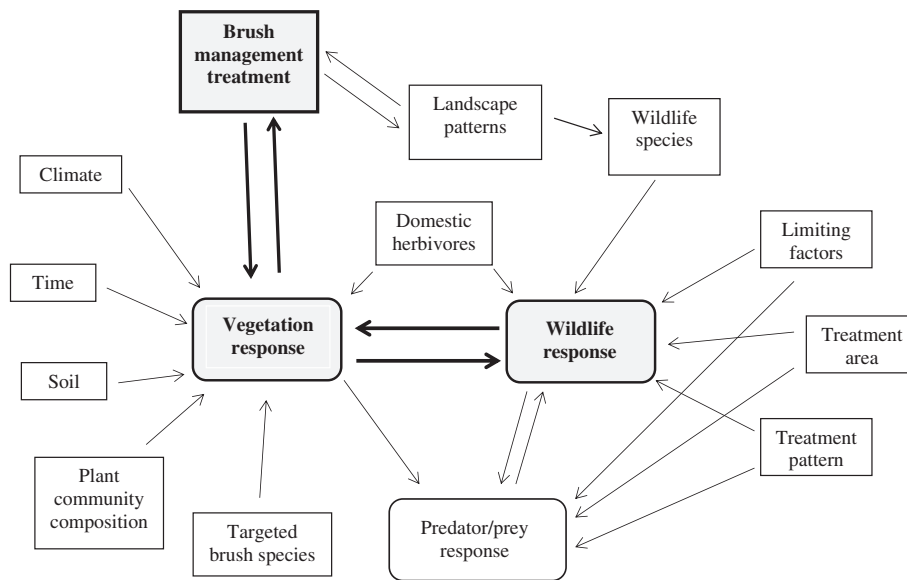 Brush
management
treatment
Landscape
patterns
Wildlife
species
Climate
Domestic
herbivores
Limiting
factors
Time
Vegetation
response
Wildlife
response
Treatment
area
Soil
Treatment
pattern
Plant
community
composition
Targeted
brush species
Predator/prey
response